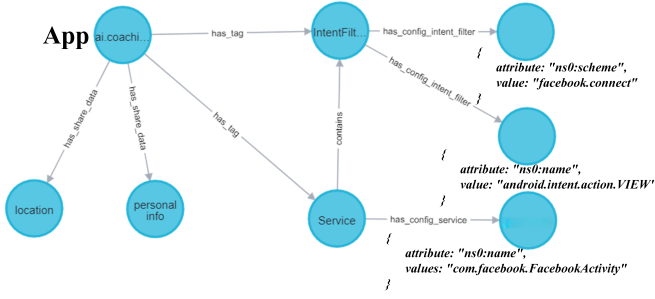 App
ai.coachi...
has_tag
IntentFilt...
has_config_intent_filter
{
attribute: "ns0:scheme",
value: "facebook.connect"
}
has_config_intent_filter
has_share_data
has_share_data
has_tag
contains
{
attribute: "ns0:name",
value: "android.intent.action.VIEW"
}
location
personal
info
Service
has_config_service
{
attribute: "ns0:name",
values: "com.facebook.FacebookActivity"
}